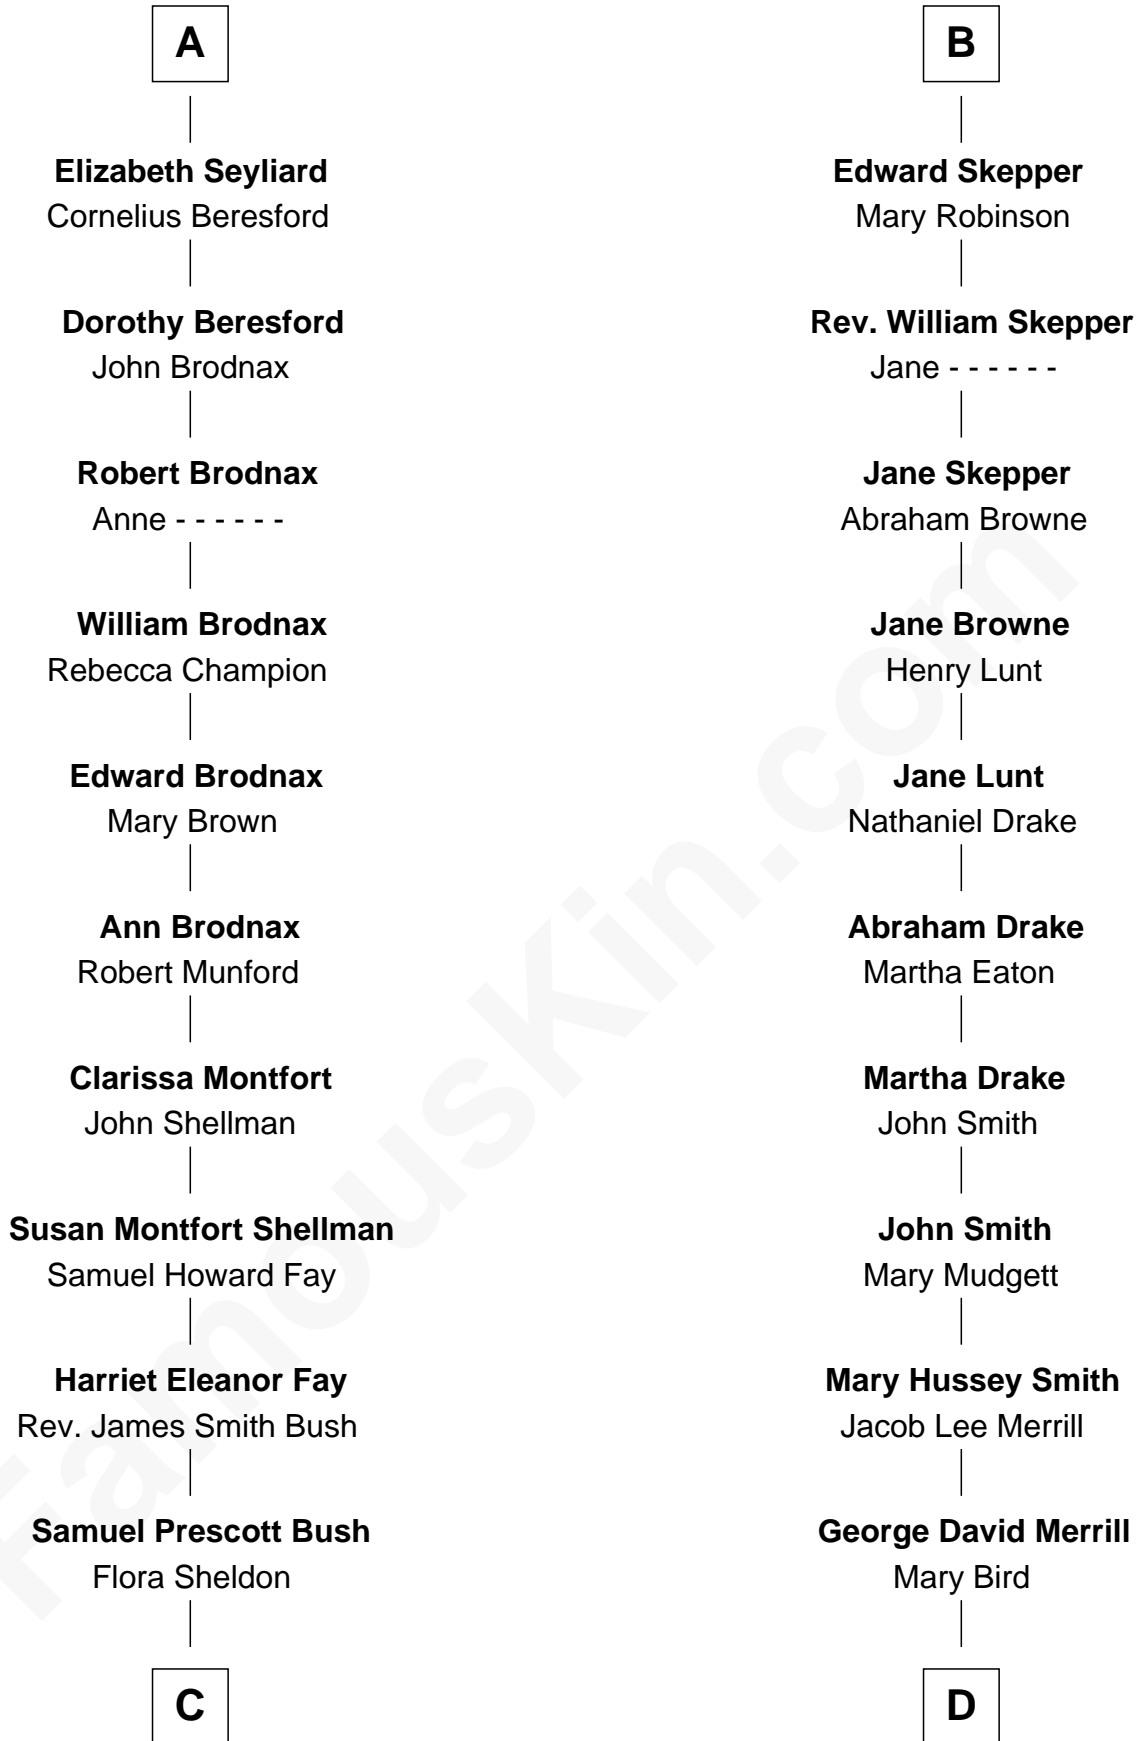 A
Elizabeth Seyliard
Cornelius Beresford
Dorothy Beresford
John Brodnax
Robert Brodnax
Anne - - - - - -
William Brodnax
Rebecca Champion
Edward Brodnax
Mary Brown
Ann Brodnax
Robert Munford
Clarissa Montfort
John Shellman
Susan Montfort Shellman
Samuel Howard Fay
Harriet Eleanor Fay
Rev. James Smith Bush
Samuel Prescott Bush
Flora Sheldon
C
B
Edward Skepper
Mary Robinson
Rev. William Skepper
Jane - - - - - -
Jane Skepper
Abraham Browne
Jane Browne
Henry Lunt
Jane Lunt
Nathaniel Drake
Abraham Drake
Martha Eaton
Martha Drake
John Smith
John Smith
Mary Mudgett
Mary Hussey Smith
Jacob Lee Merrill
George David Merrill
Mary Bird
D
FamousKin.com